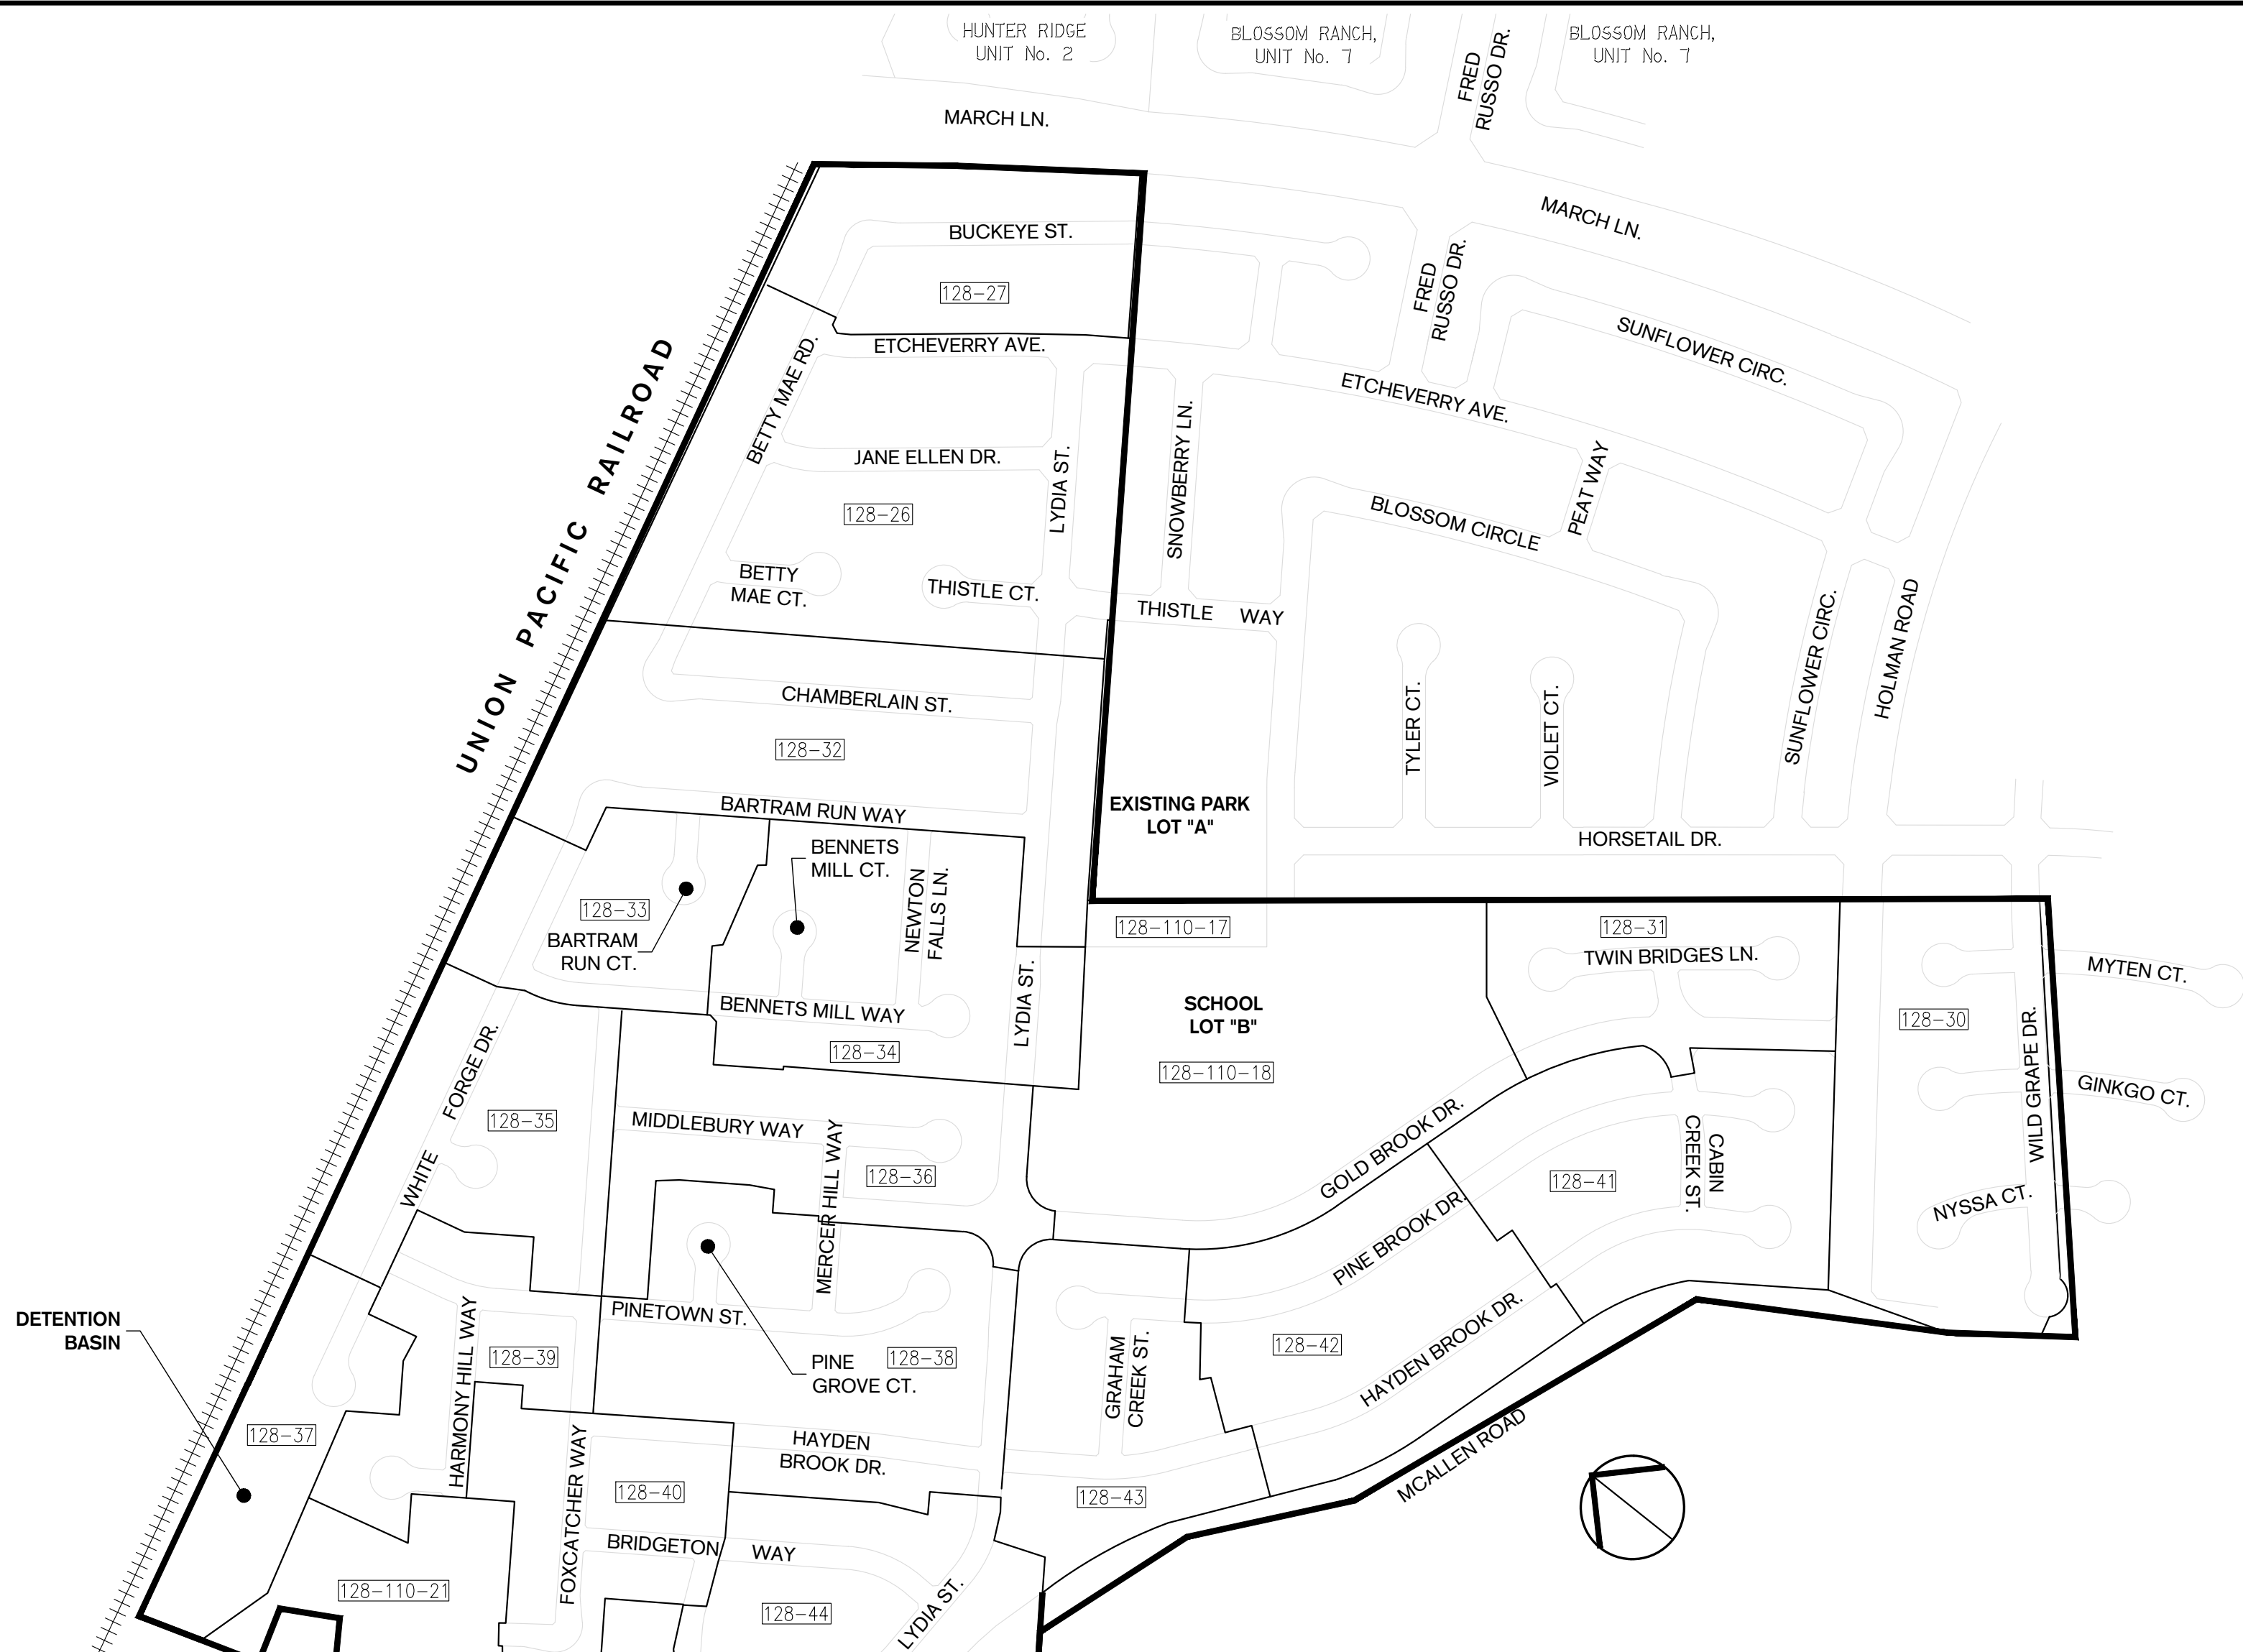 HUNTER RIDGE
UNIT No. 2
BLOSSOM RANCH,
UNIT No. 7
FRED
RUSSO DR.
BLOSSOM RANCH,
UNIT No. 7
MARCH LN.
MARCH LN.
BUCKEYE ST.
128-27
FRED
RUSSO DR.
SUNFLOWER CIRC.
ETCHEVERRY AVE.
BETTY MAE RD.
ETCHEVERRY AVE.
UNION PACIFIC RAILROAD
JANE ELLEN DR.
LYDIA ST.
SNOWBERRY LN.
PEAT WAY
128-26
BLOSSOM CIRCLE
BETTY
MAE CT.
THISTLE CT.
THISTLE WAY
SUNFLOWER CIRC.
HOLMAN ROAD
CHAMBERLAIN ST.
TYLER CT.
VIOLET CT.
128-32
BARTRAM RUN WAY
EXISTING PARK
LOT "A"
HORSETAIL DR.
BENNETS
MILL CT.
128-33
NEWTON
FALLS LN.
128-110-17
128-31
BARTRAM
RUN CT.
TWIN BRIDGES LN.
MYTEN CT.
LYDIA ST.
BENNETS MILL WAY
SCHOOL
LOT "B"
128-30
128-34
128-110-18
WILD GRAPE DR.
GINKGO CT.
WHITE FORGE DR.
128-35
MIDDLEBURY WAY
MERCER HILL WAY
128-36
GOLD BROOK DR.
128-41
CABIN
CREEK ST.
NYSSA CT.
PINE BROOK DR.
DETENTION
BASIN
PINETOWN ST.
HARMONY HILL WAY
128-39
PINE
GROVE CT.
128-38
GRAHAM
CREEK ST.
128-42
HAYDEN BROOK DR.
128-37
HAYDEN
BROOK DR.
MCALLEN ROAD
FOXCATCHER WAY
128-40
128-43
BRIDGETON WAY
128-110-21
128-44
LYDIA ST.